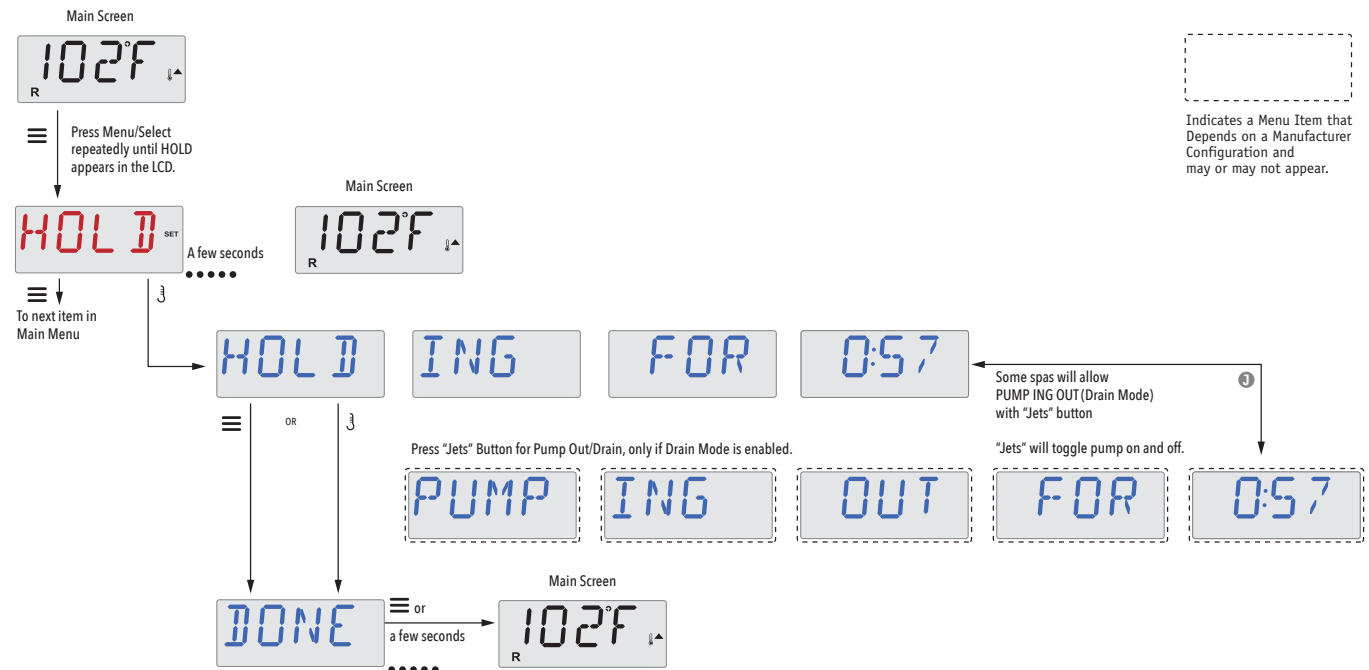 Main Screen
102°F
R
Press Menu/Select
repeatedly until HOLD
appears in the LCD.
Indicates a Menu Item that
Depends on a Manufacturer
Configuration and
may or may not appear.
Main Screen
HOLD SET
A few seconds
102°F
R
To next item in
Main Menu
HOLD
ING
FOR
0:57
Some spas will allow
PUMP ING OUT (Drain Mode)
with "Jets" button
J
OR
Press "Jets" Button for Pump Out/Drain, only if Drain Mode is enabled.
"Jets" will toggle pump on and off.
PUMP
ING
OUT
FOR
0:57
Main Screen
DONE
or
a few seconds
102°F
R